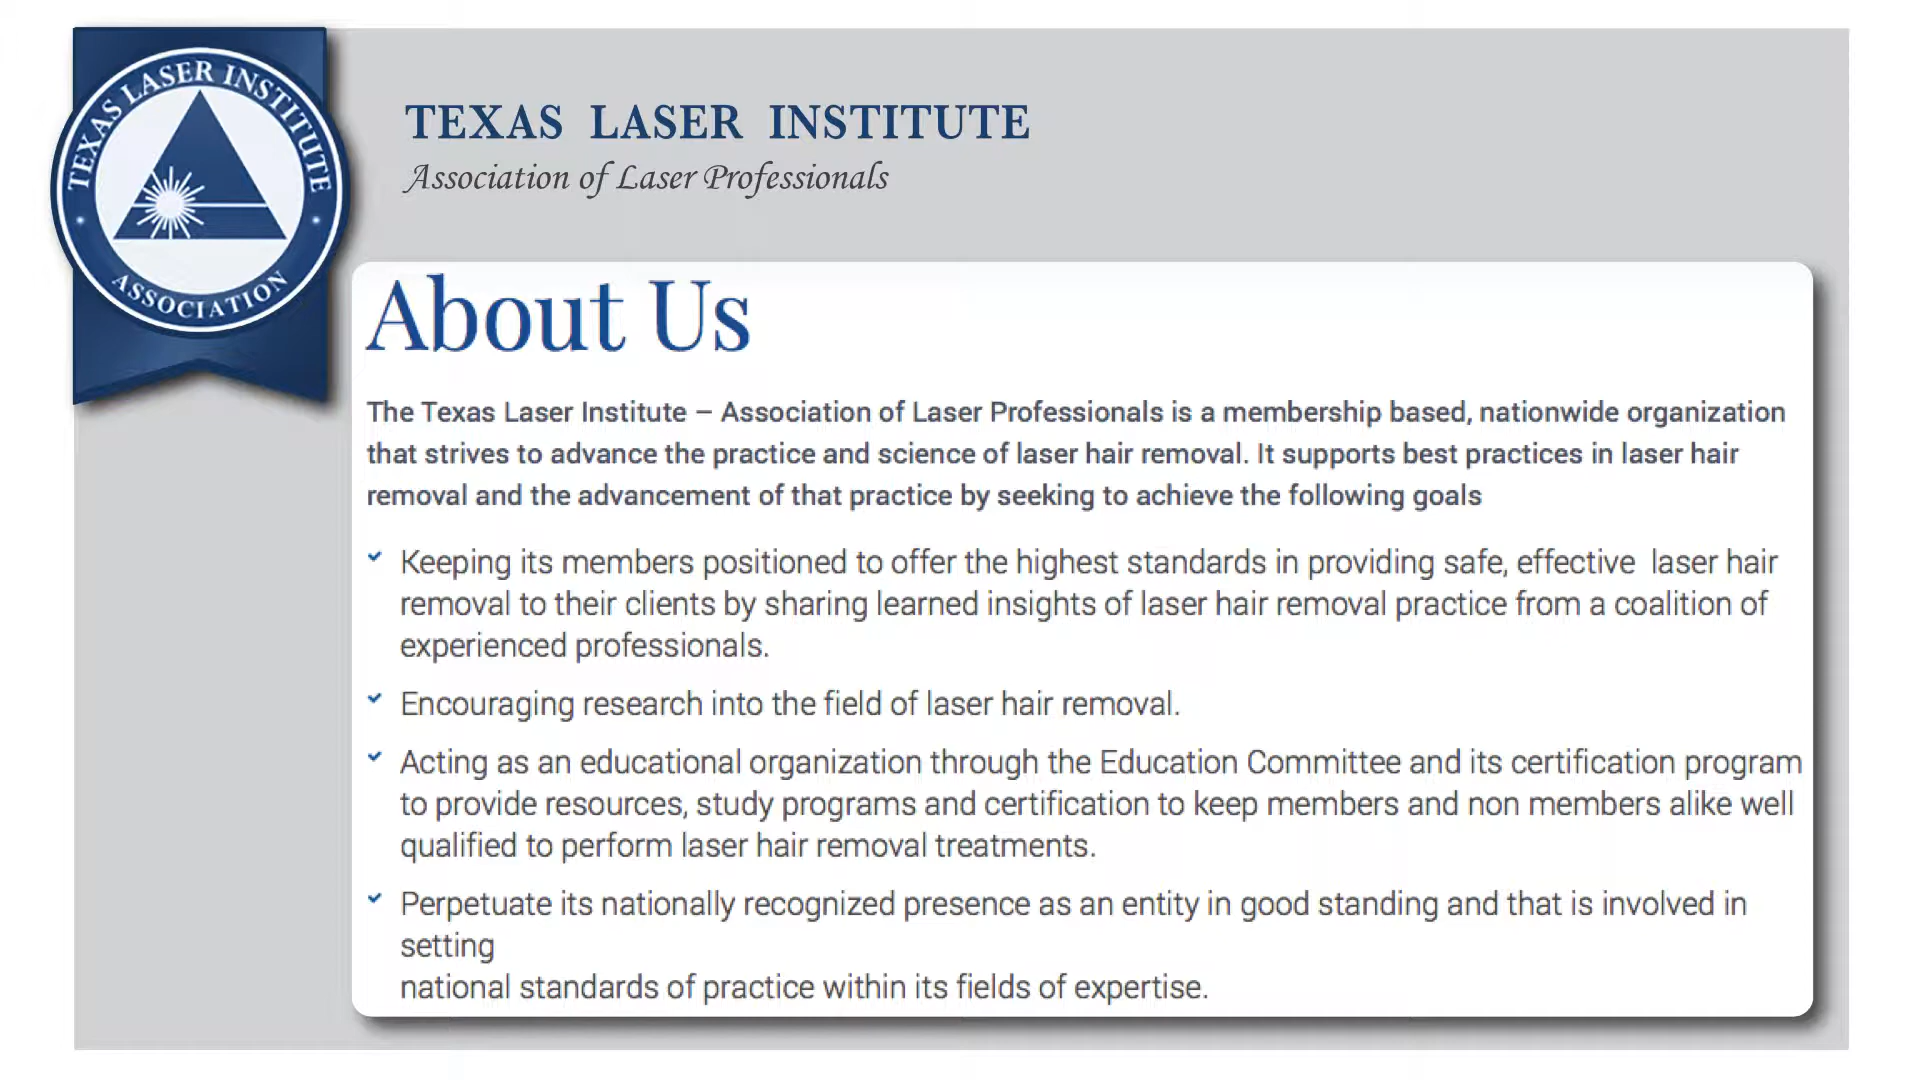 TEXAS LASER INSTITUTE
ASSOCIATION
TEXAS LASER INSTITUTE
Association of Laser Professionals
About Us
The Texas Laser Institute – Association of Laser Professionals is a membership based, nationwide organization
that strives to advance the practice and science of laser hair removal. It supports best practices in laser hair
removal and the advancement of that practice by seeking to achieve the following goals
Keeping its members positioned to offer the highest standards in providing safe, effective  laser hair
removal to their clients by sharing learned insights of laser hair removal practice from a coalition of
experienced professionals.
Encouraging research into the field of laser hair removal.
Acting as an educational organization through the Education Committee and its certification program
to provide resources, study programs and certification to keep members and non members alike well
qualified to perform laser hair removal treatments.
Perpetuate its nationally recognized presence as an entity in good standing and that is involved in
setting
national standards of practice within its fields of expertise.